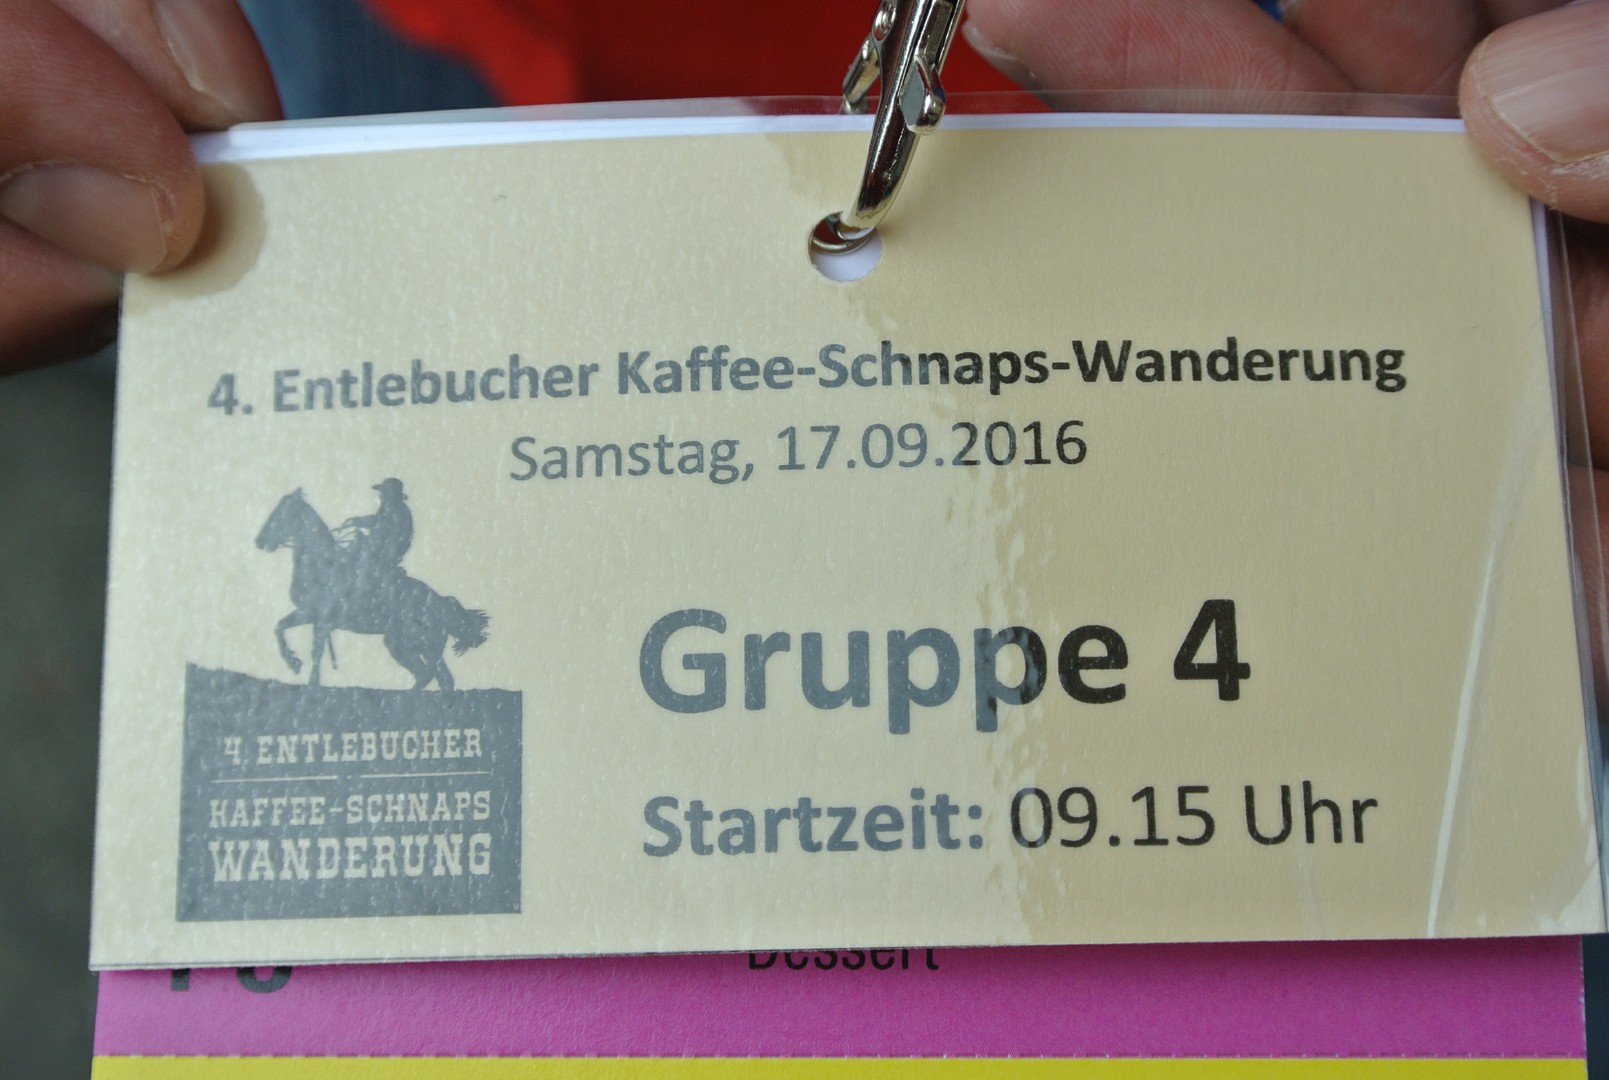 4. Entlebucher Kaffee-Schnaps-Wanderung
Samstag, 17.09.2016
Gruppe 4
Startzeit: 09.15 Uhr
4. ENTLEBUCHER
KAFFEE-SCHNAPS
WANDERUNG
Dessert